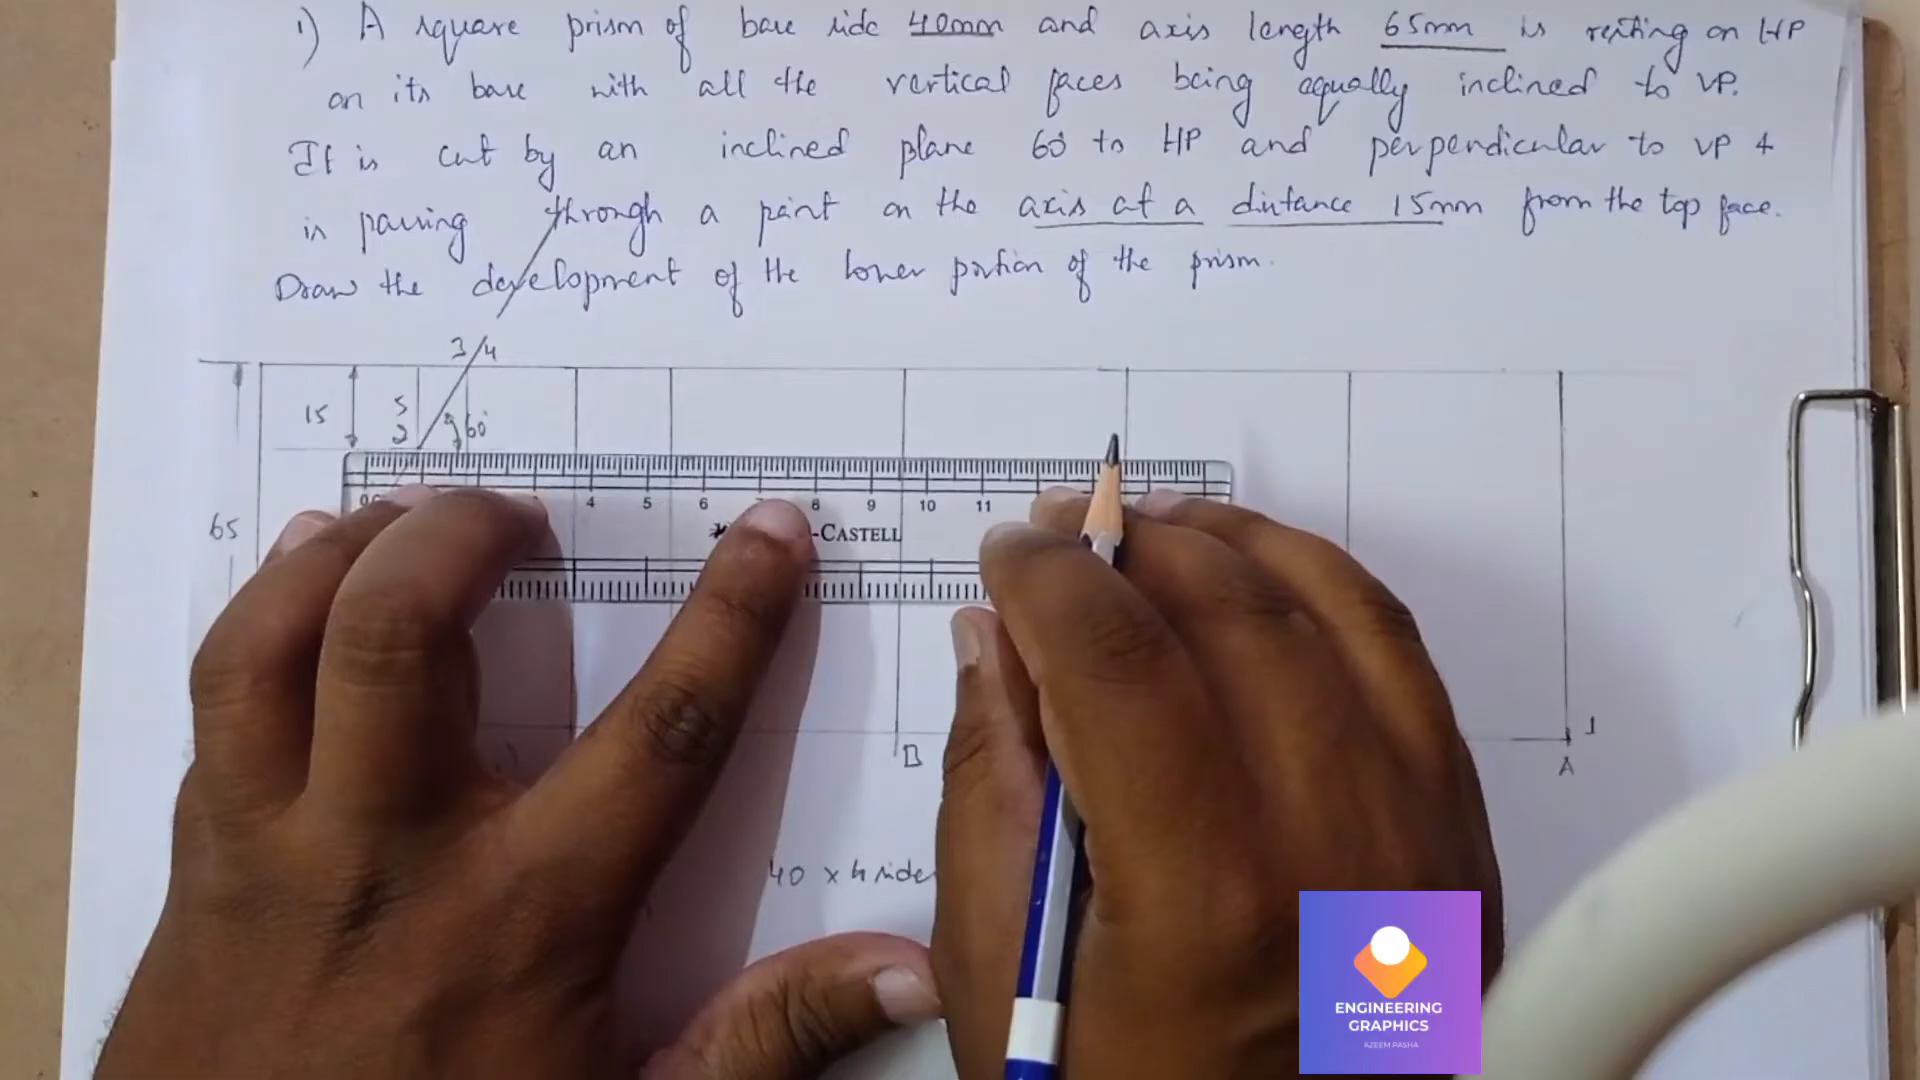 1) A square prism of base side 40mm and axis length 65mm is resting on HP
on its base with all the vertical faces being equally inclined to VP.
It is cut by an inclined plane 60° to HP and perpendicular to VP &
is passing through a point on the axis at a distance 15mm from the top face.
Draw the development of the lower portion of the prism.
3/4
15
5
2
60°
65
4 5 6 8 9 10 11
-CASTELL
B
A
40 x 4 side
ENGINEERING
GRAPHICS
AZEEM PASHA